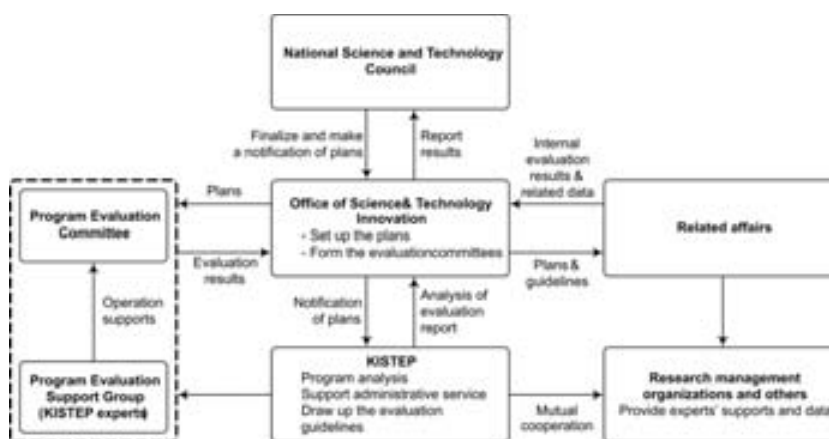 National Science and Technology
Council
Finalize and make
a notification of plans
Report
results
Internal
evaluation
results &
related data
Plans
Program Evaluation
Committee
Office of Science& Technology
Innovation
- Set up the plans
- Form the evaluationcommittees
Related affairs
Evaluation
results
Plans&
guidelines
Operation
supports
Notification
of plans
Analysis of
evaluation
report
Program Evaluation
Support Group
(KISTEP experts)
KISTEP
Program analysis
Support administrative service
Draw up the evaluation
guidelines
Mutual
cooperation
Research management
organizations and others
Provide experts' supports and data